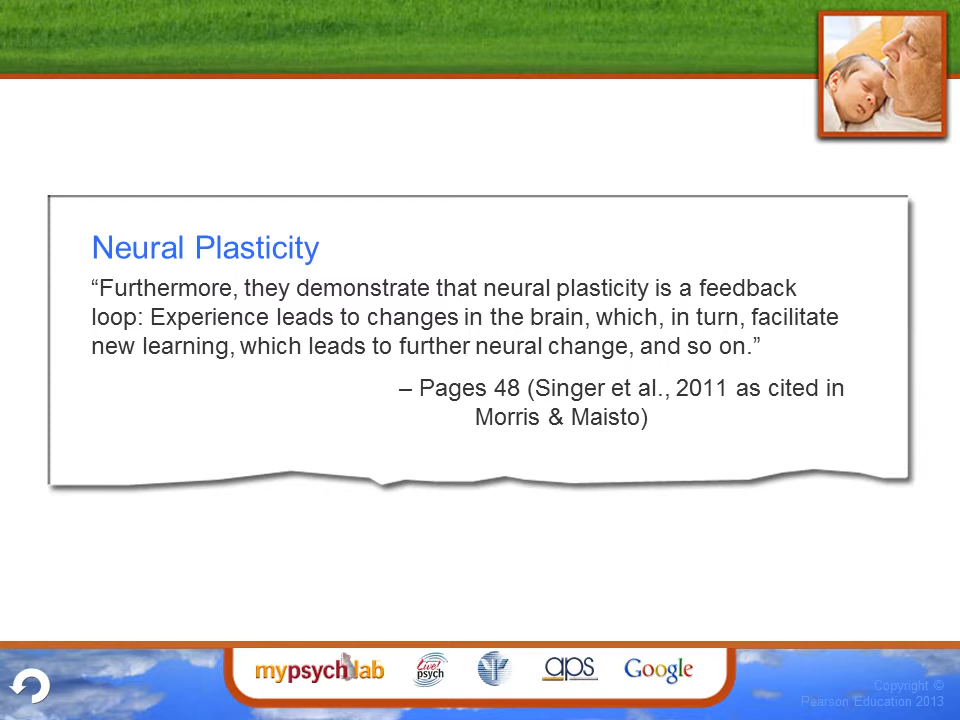 Neural Plasticity
“Furthermore, they demonstrate that neural plasticity is a feedback
loop: Experience leads to changes in the brain, which, in turn, facilitate
new learning, which leads to further neural change, and so on.”
– Pages 48 (Singer et al., 2011 as cited in
Morris & Maisto)
mypsychlab
Live!
psych
aps
Google
Copyright ©
Pearson Education 2013